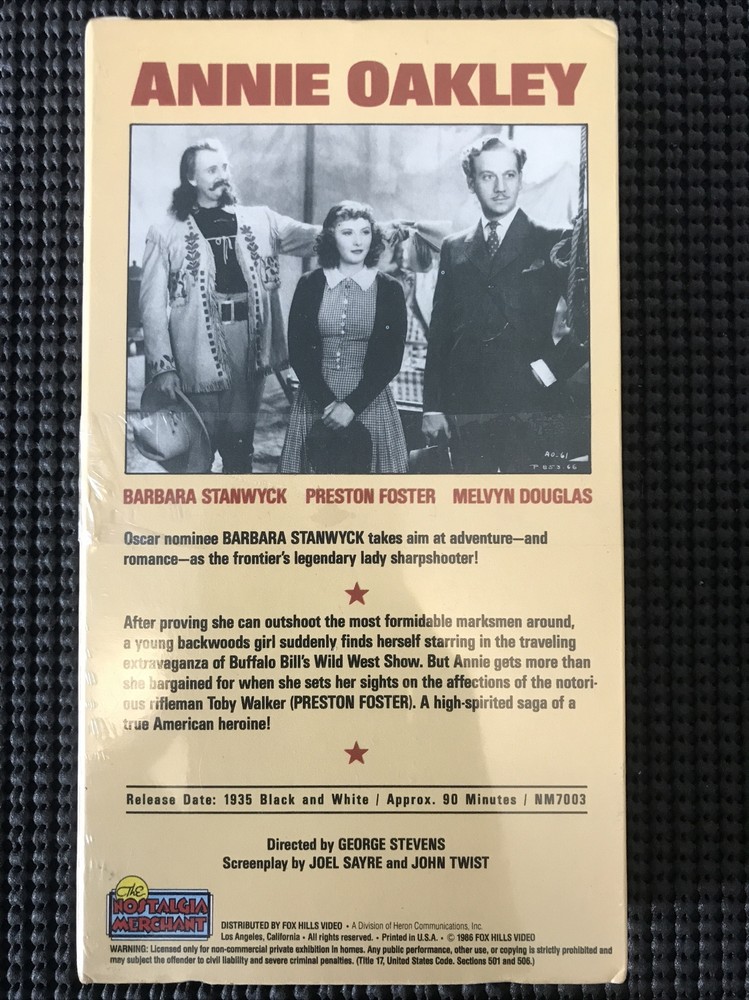 ANNIE OAKLEY
AO-61
P 853-66
BARBARA STANWYCK PRESTON FOSTER MELVYN DOUGLAS
Oscar nominee BARBARA STANWYCK takes aim at adventure—and
romance—as the frontier's legendary lady sharpshooter!
After proving she can outshoot the most formidable marksmen around,
a young backwoods girl suddenly finds herself starring in the traveling
extravaganza of Buffalo Bill's Wild West Show. But Annie gets more than
she bargained for when she sets her sights on the affections of the notori-
ous rifleman Toby Walker (PRESTON FOSTER). A high-spirited saga of a
true American heroine!
Release Date: 1935 Black and White / Approx. 90 Minutes / NM7003
Directed by GEORGE STEVENS
Screenplay by JOEL SAYRE and JOHN TWIST
The
NOSTALGIA
MERCHANT
DISTRIBUTED BY FOX HILLS VIDEO • A Division of Heron Communications, Inc.
Los Angeles, California • All rights reserved. • Printed in U.S.A. • © 1986 FOX HILLS VIDEO
WARNING: Licensed only for non-commercial private exhibition in homes. Any public performance, other use, or copying is strictly prohibited and
may subject the offender to civil liability and severe criminal penalties. (Title 17, United States Code. Sections 501 and 506.)